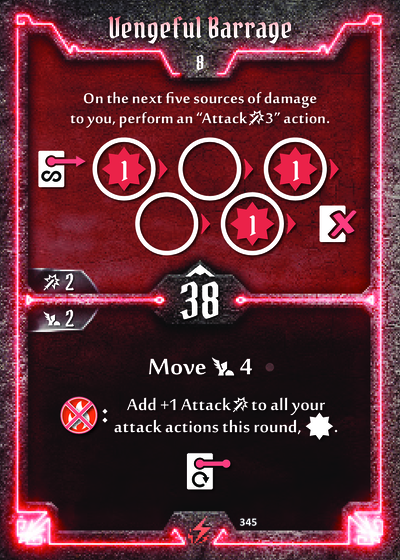 Vengeful Barrage
8
On the next five sources of damage
to you, perform an “Attack 3” action.
S
1
1
1
2
38
2
Move 4
: Add +1 Attack to all your
attack actions this round, .
345